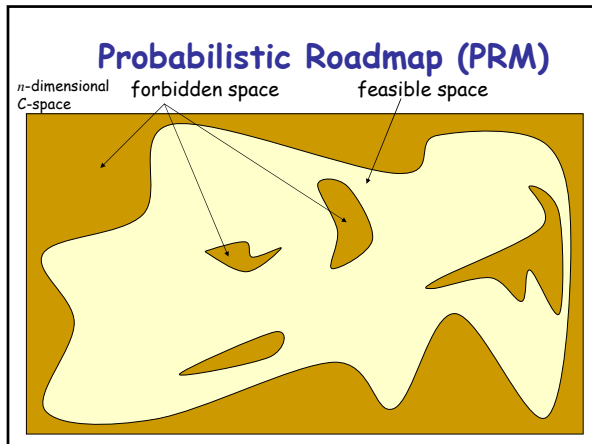 Probabilistic Roadmap (PRM)
n-dimensional
C-space
forbidden space
feasible space